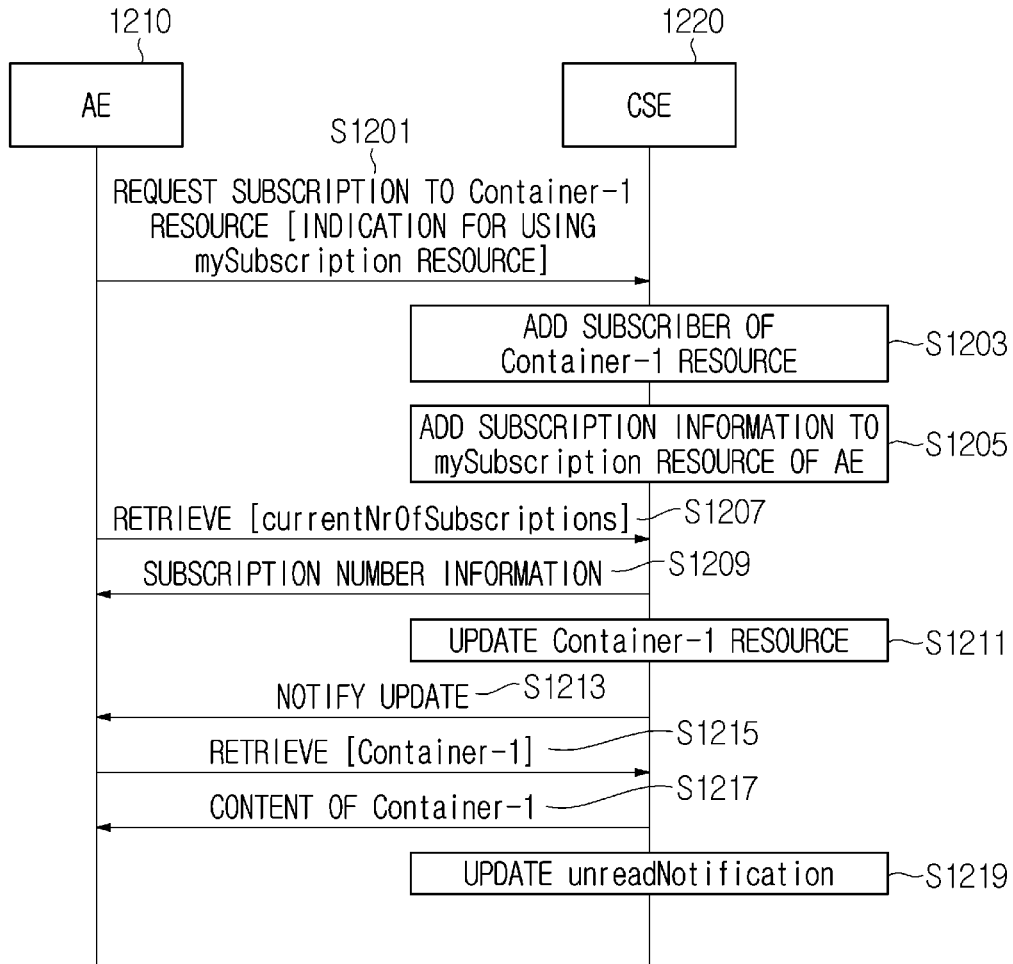 1210
1220
AE
CSE
S1201
REQUEST SUBSCRIPTION TO Container-1
RESOURCE [INDICATION FOR USING
mySubscription RESOURCE]
ADD SUBSCRIBER OF
Container-1 RESOURCE
S1203
ADD SUBSCRIPTION INFORMATION TO
mySubscription RESOURCE OF AE
S1205
RETRIEVE [currentNrOfSubscriptions]
S1207
SUBSCRIPTION NUMBER INFORMATION
S1209
UPDATE Container-1 RESOURCE
S1211
NOTIFY UPDATE
S1213
RETRIEVE [Container-1]
S1215
CONTENT OF Container-1
S1217
UPDATE unreadNotification
S1219